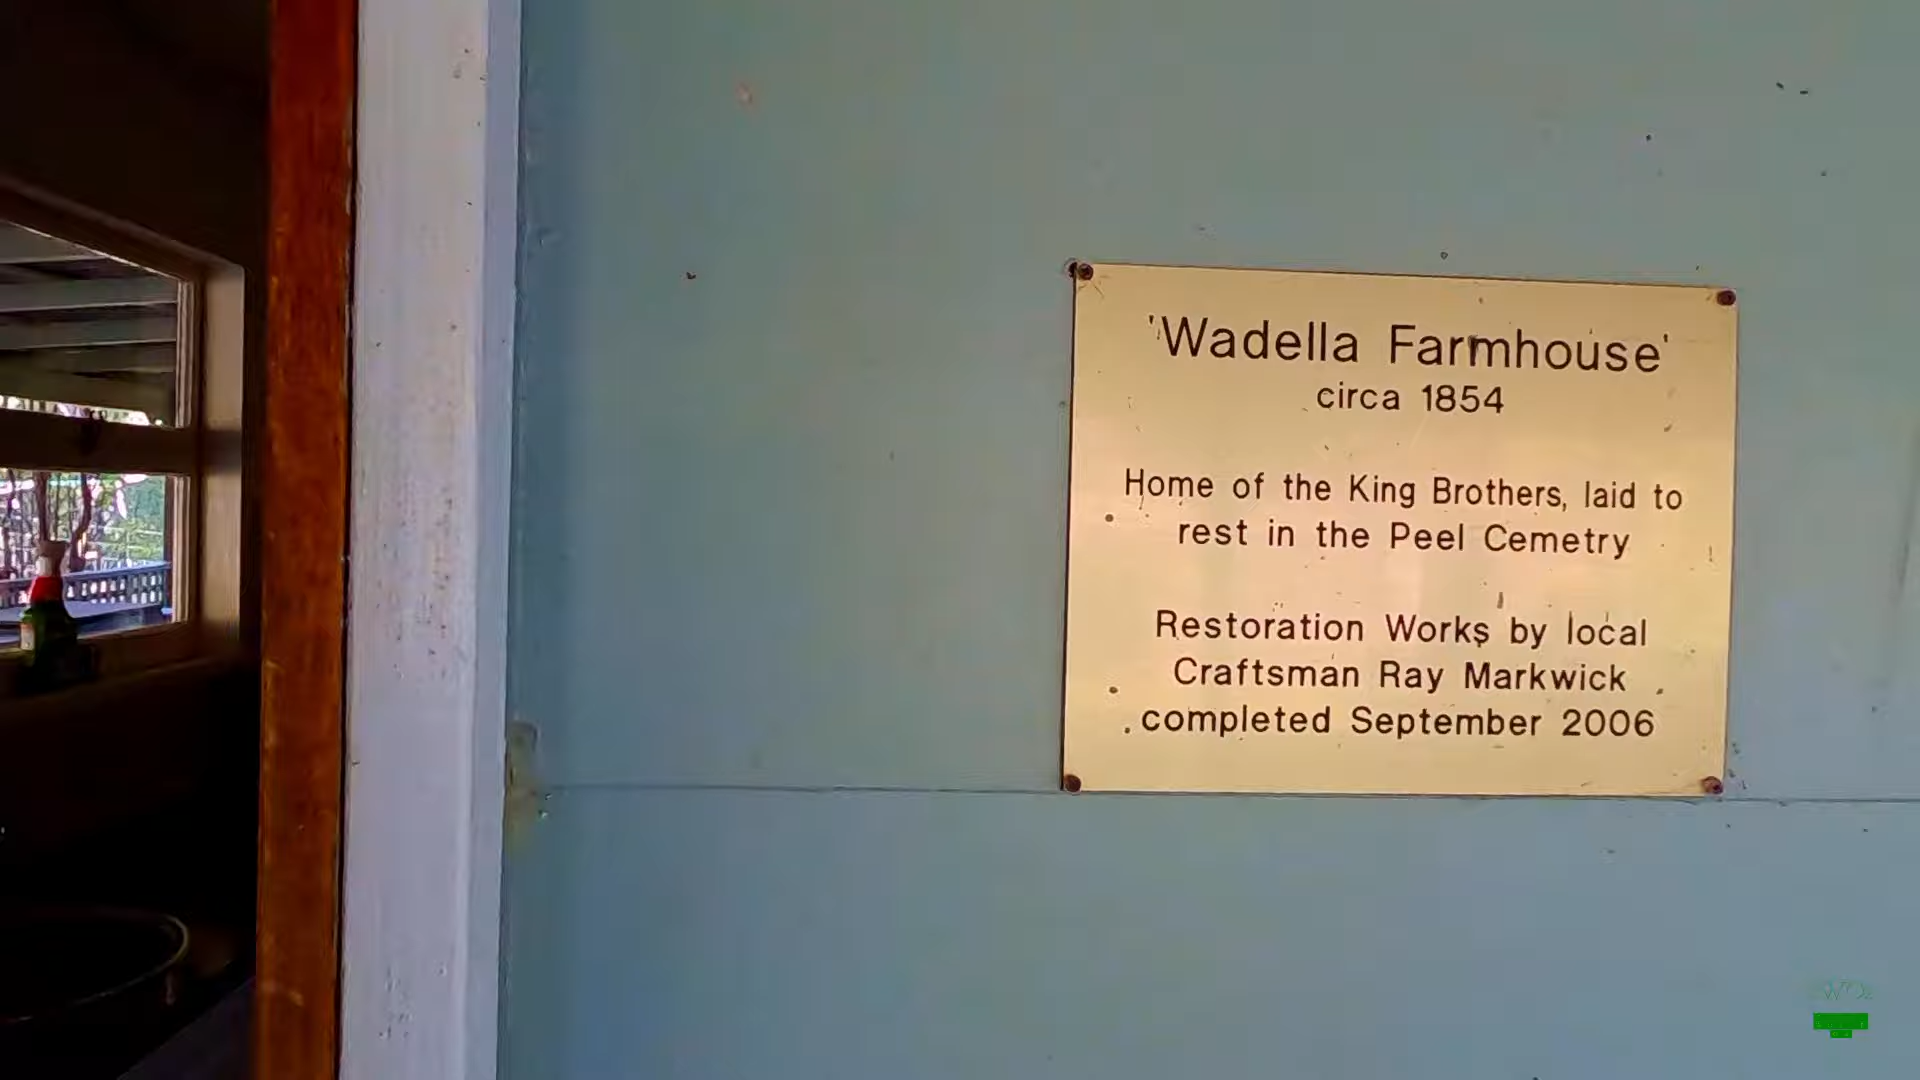 'Wadella Farmhouse'
circa 1854
Home of the King Brothers, laid to
rest in the Peel Cemetry
Restoration Works by local
Craftsman Ray Markwick
completed September 2006